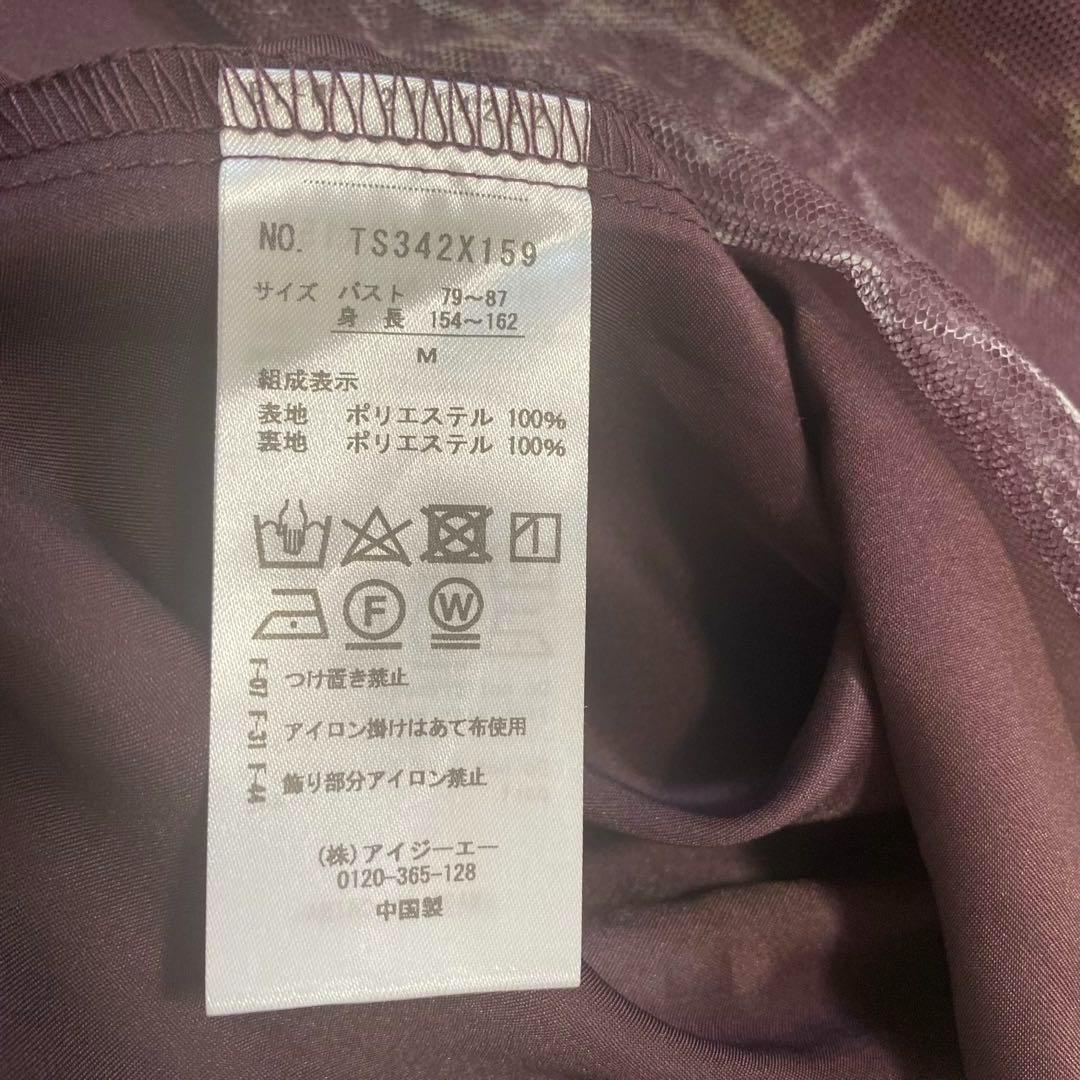 NO. TS342X159
サイズ バスト 79〜87
身 長 154〜162
M
組成表示
表地 ポリエステル 100%
裏地 ポリエステル 100%
F W
つけ置き禁止
アイロン掛けはあて布使用
飾り部分アイロン禁止
(株)アイジーエー
0120-365-128
中国製